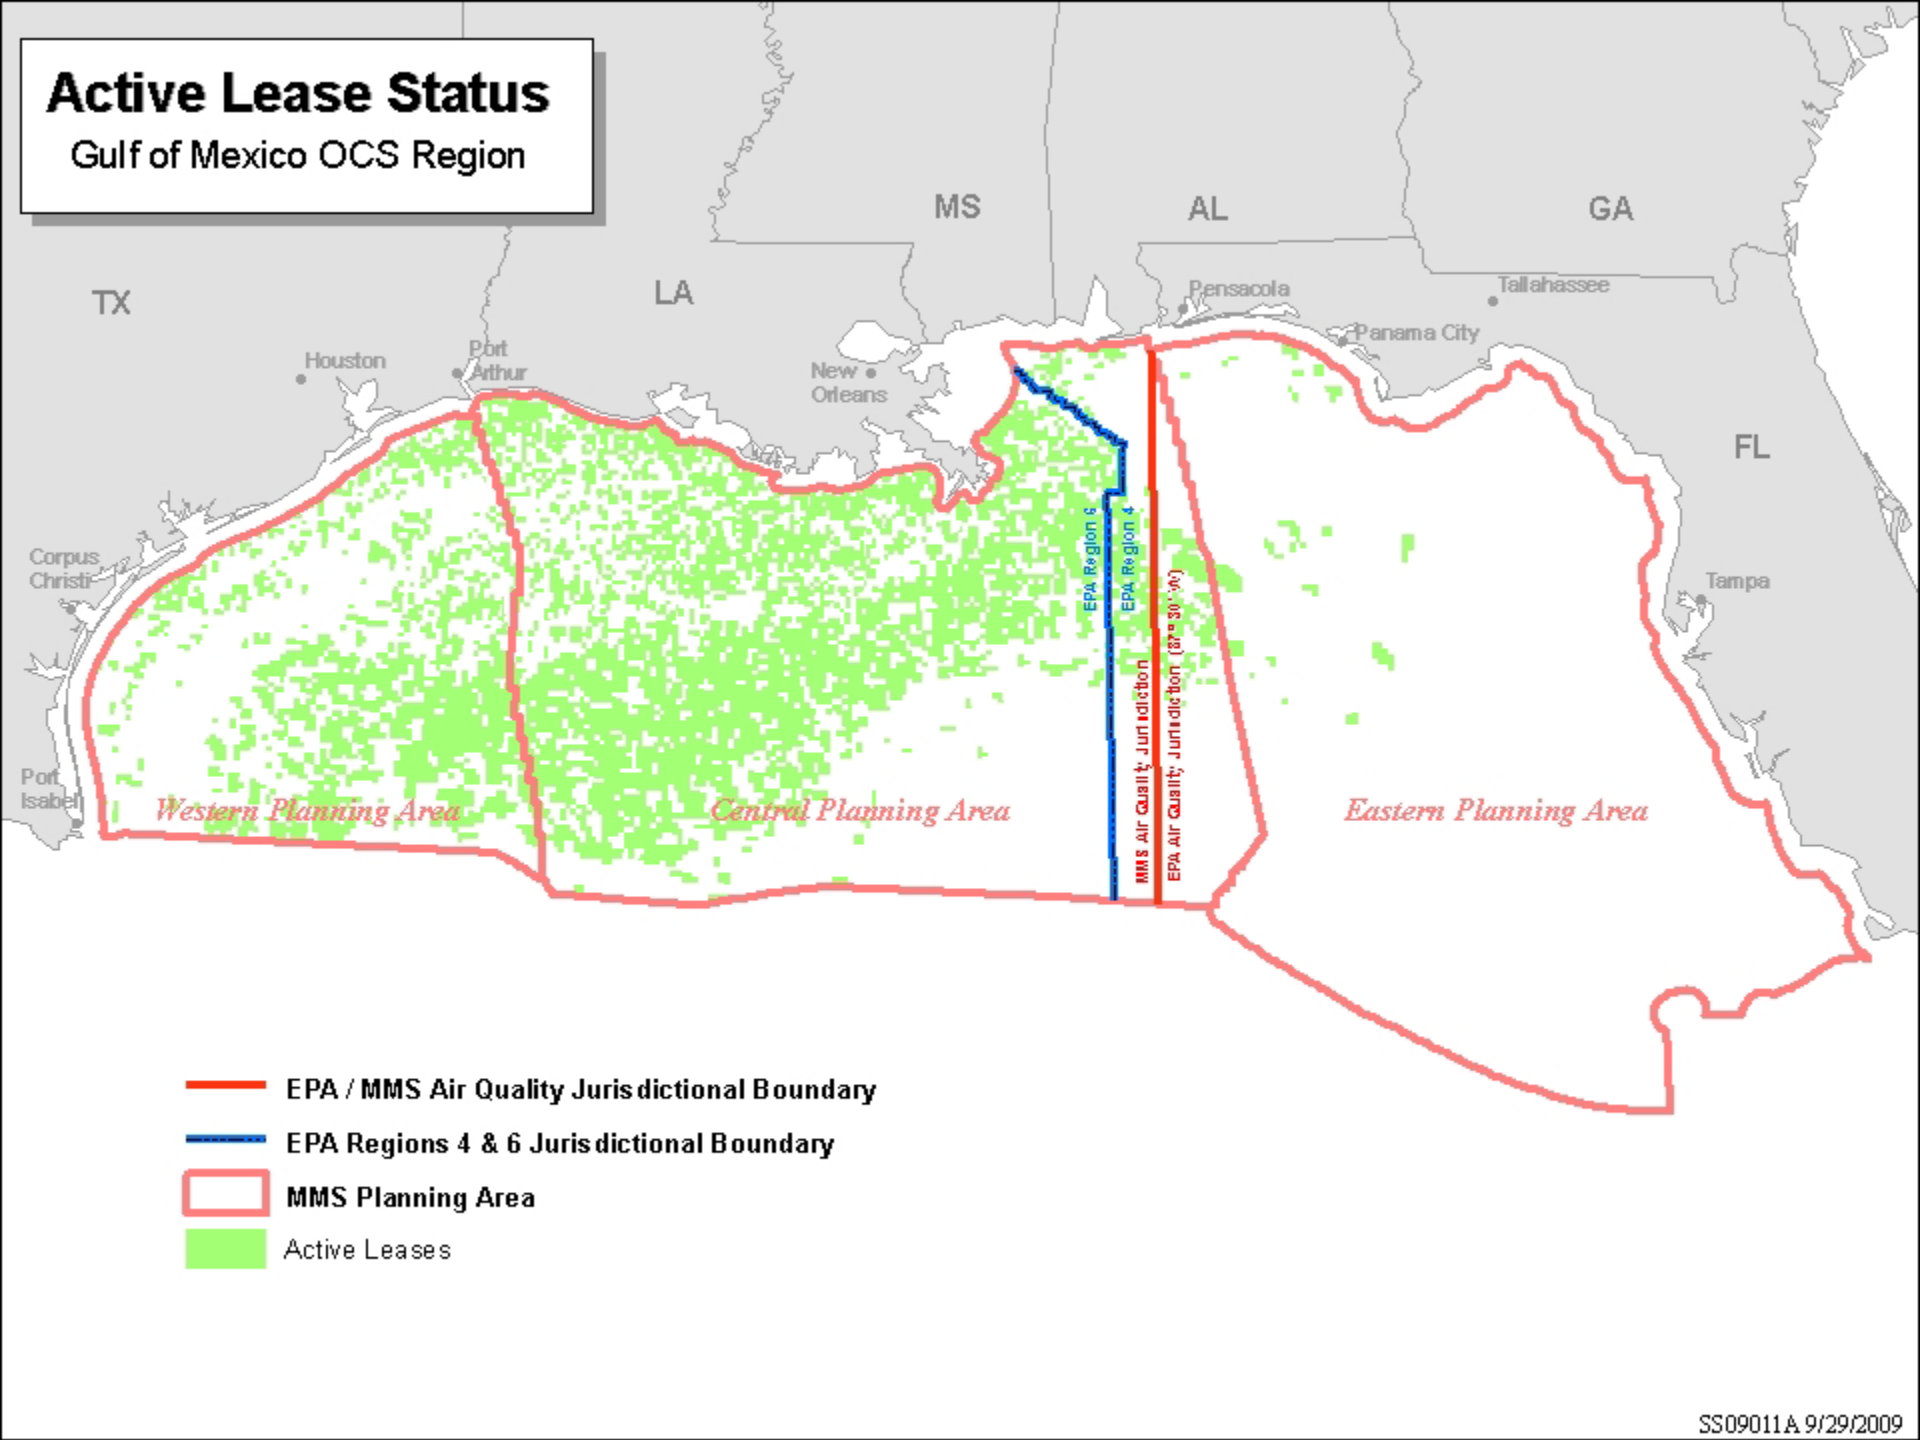 Active Lease Status
Gulf of Mexico OCS Region
MS
AL
GA
TX
LA
Pensacola
Tallahassee
Panama City
Houston
Port
Arthur
New
Orleans
FL
Corpus
Christi
Tampa
EPA Region 6
EPA Region 4
MMS Air Quality Jurisdiction
EPA Air Quality Jurisdiction (87° 30' W)
Port
Isabel
Western Planning Area
Central Planning Area
Eastern Planning Area
EPA / MMS Air Quality Jurisdictional Boundary
EPA Regions 4 & 6 Jurisdictional Boundary
MMS Planning Area
Active Leases
SS09011A 9/29/2009